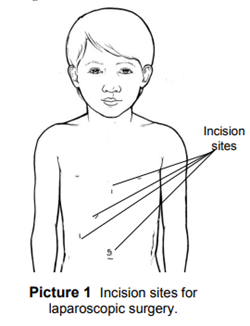 Incision
sites
Picture 1 Incision sites for
laparoscopic surgery.